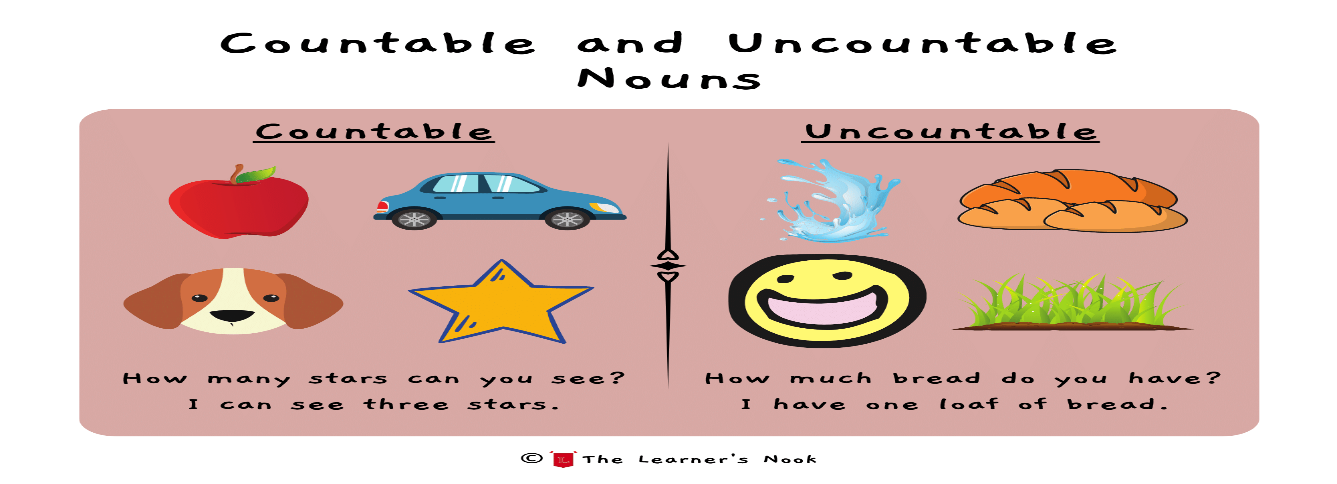 Countable and Uncountable
Nouns
Countable
How many stars can you see?
I can see three stars.
Uncountable
How much bread do you have?
I have one loaf of bread.
© The Learner's Nook